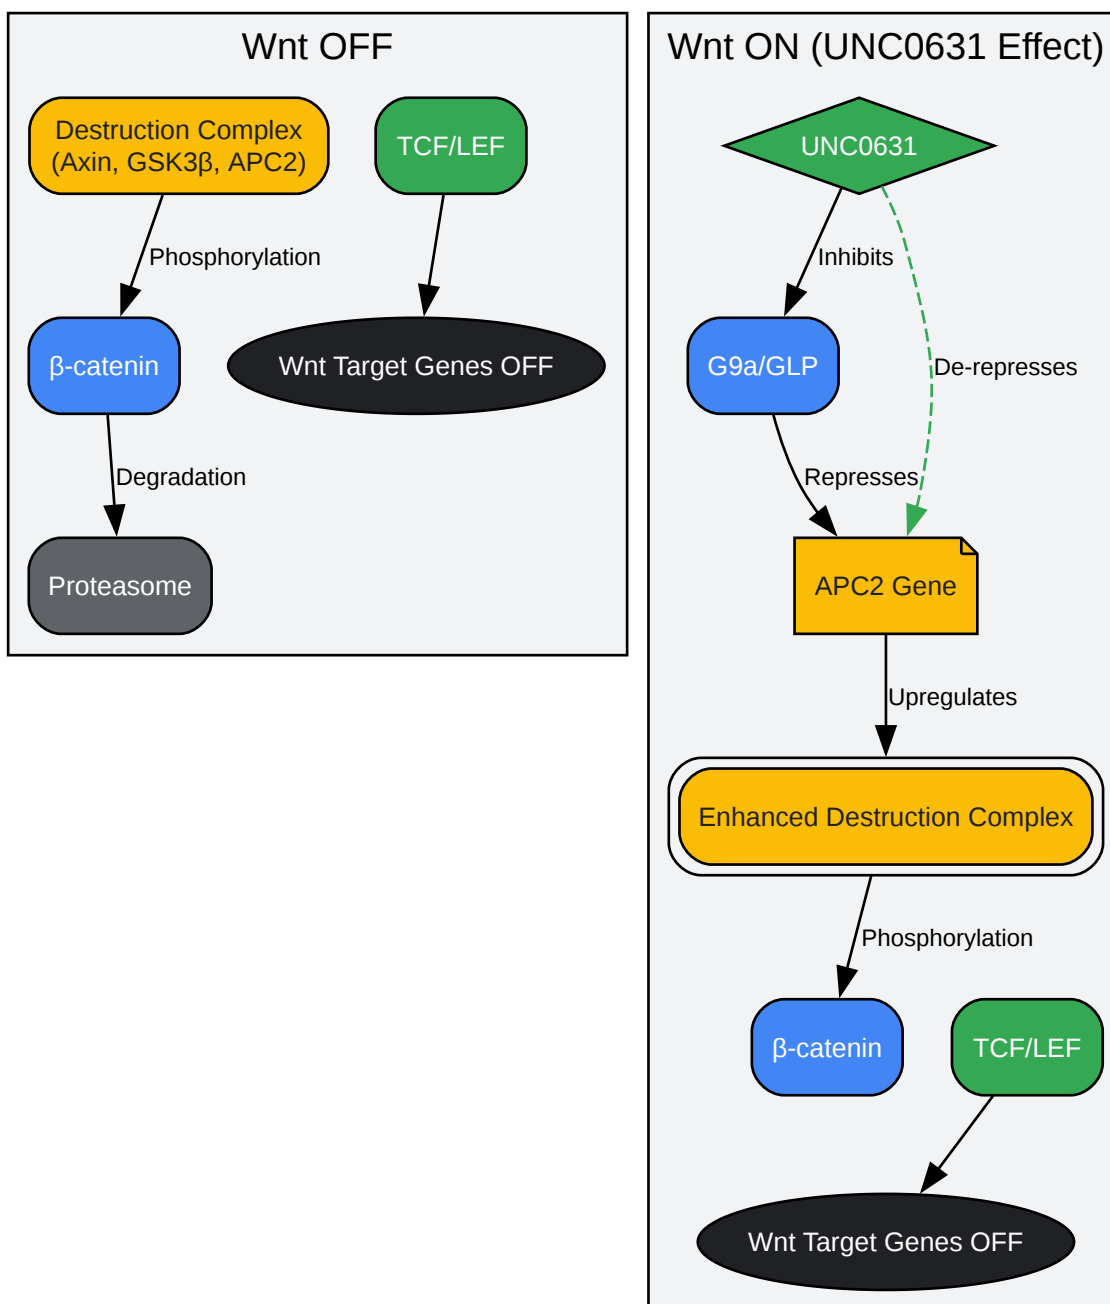 Wnt OFF
Destruction Complex
(Axin, GSK3β, APC2)
TCF/LEF
Phosphorylation
β-catenin
Wnt Target Genes OFF
Degradation
Proteasome
Wnt ON (UNC0631 Effect)
UNC0631
Inhibits
G9a/GLP
De-represses
Represses
APC2 Gene
Upregulates
Enhanced Destruction Complex
Phosphorylation
β-catenin
TCF/LEF
Wnt Target Genes OFF